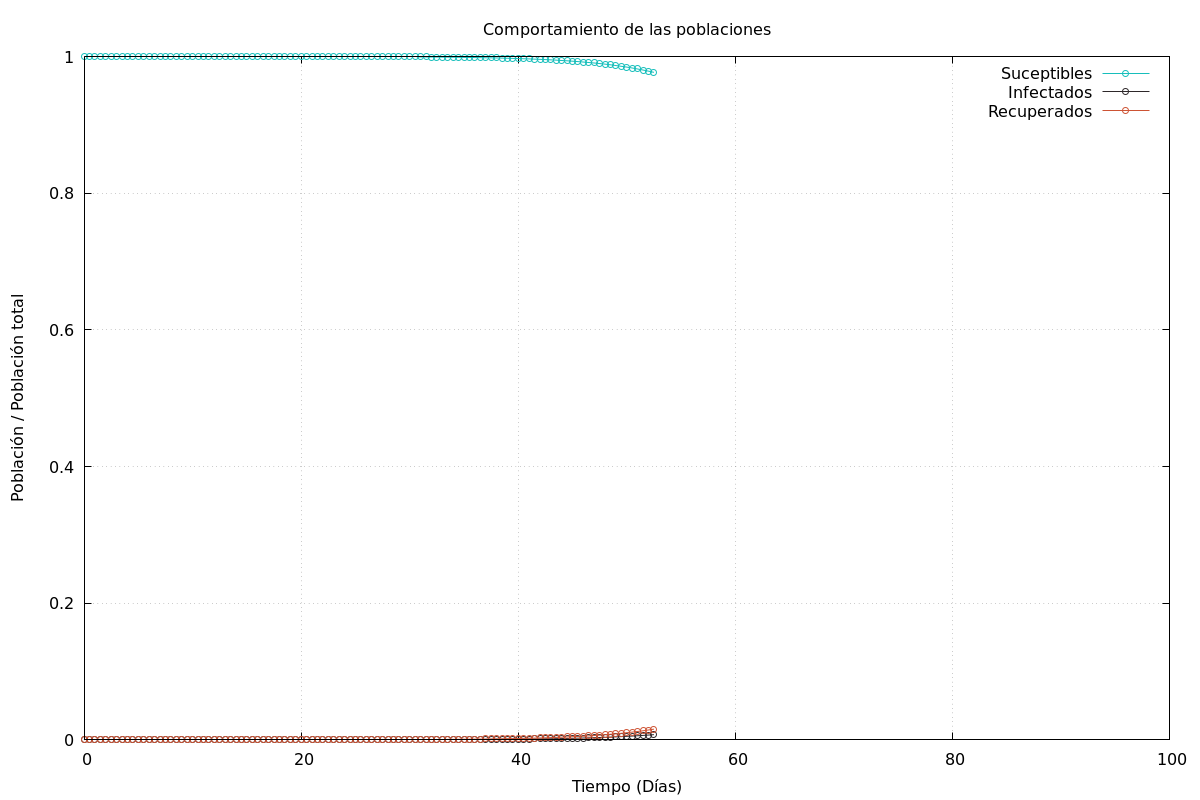 Comportamiento de las poblaciones
Suceptibles
Infectados
Recuperados
1
0.8
0.6
0.4
0.2
0
Población / Población total
0 20 40 60 80 100
Tiempo (Días)